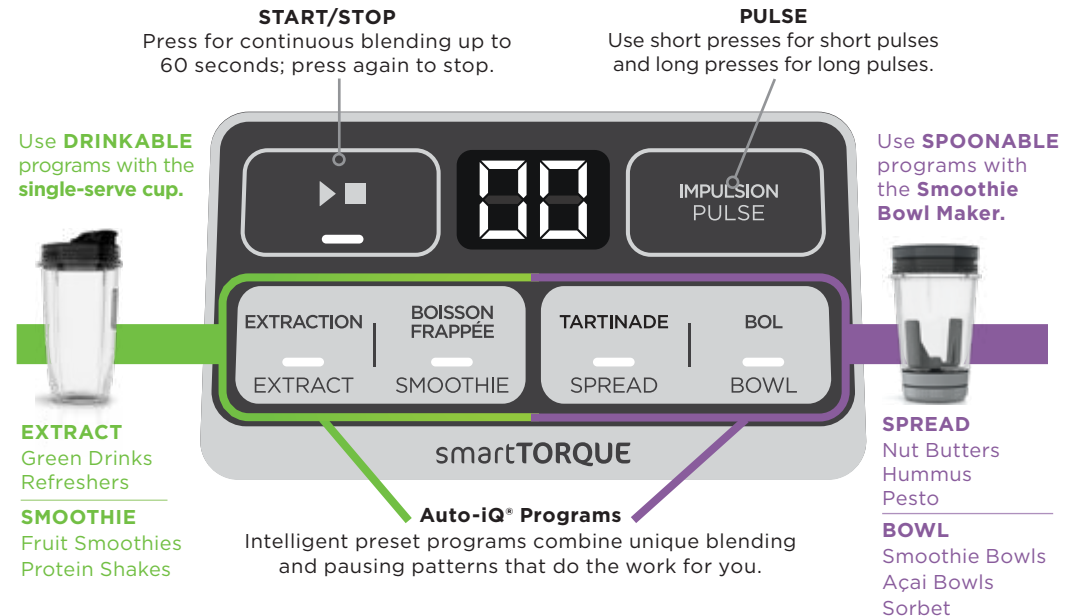 START/STOP
Press for continuous blending up to
60 seconds; press again to stop.
PULSE
Use short presses for short pulses
and long presses for long pulses.
Use DRINKABLE
programs with the
single-serve cup.
Use SPOONABLE
programs with
the Smoothie
Bowl Maker.
00
IMPULSION
PULSE
EXTRACTION
EXTRACT
BOISSON
FRAPPÉE
SMOOTHIE
TARTINADE
SPREAD
BOL
BOWL
smartTORQUE
EXTRACT
Green Drinks
Refreshers
SMOOTHIE
Fruit Smoothies
Protein Shakes
Auto-iQ® Programs
Intelligent preset programs combine unique blending
and pausing patterns that do the work for you.
SPREAD
Nut Butters
Hummus
Pesto
BOWL
Smoothie Bowls
Açai Bowls
Sorbet